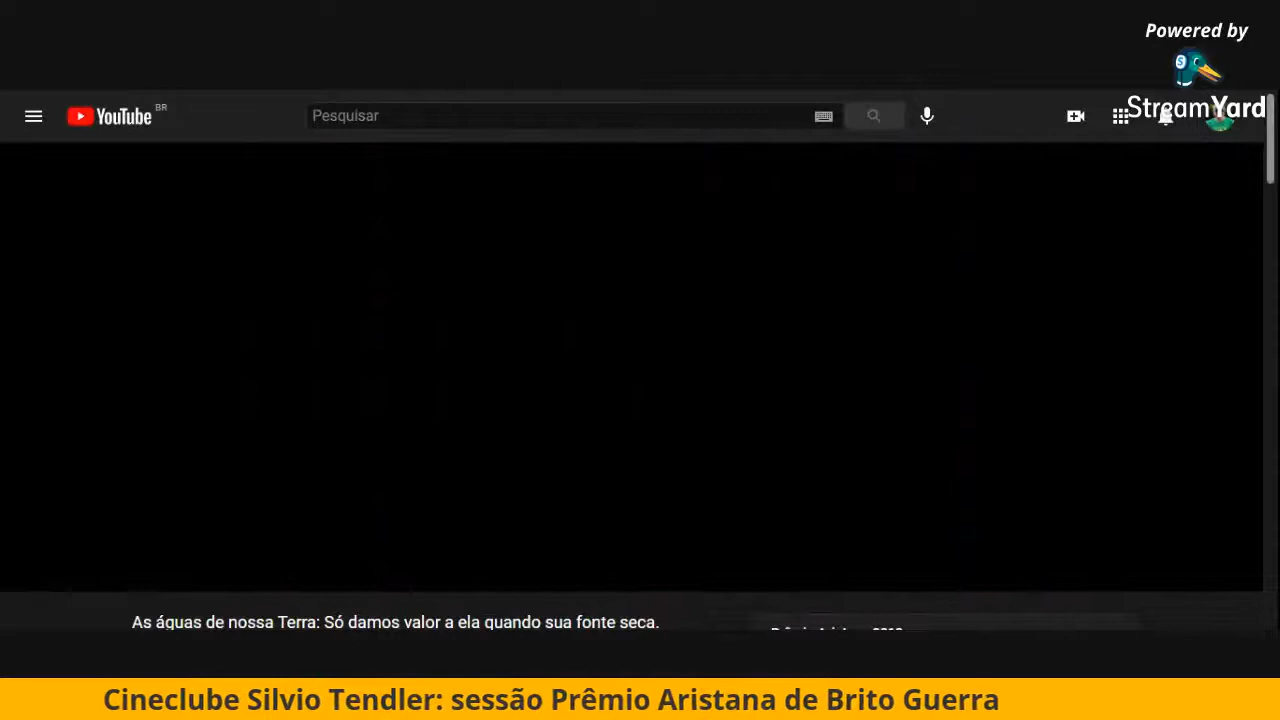 Powered by
StreamYard
YouTube BR
Pesquisar
As águas de nossa Terra: Só damos valor a ela quando sua fonte seca.
Cineclube Silvio Tendler: sessão Prêmio Aristana de Brito Guerra